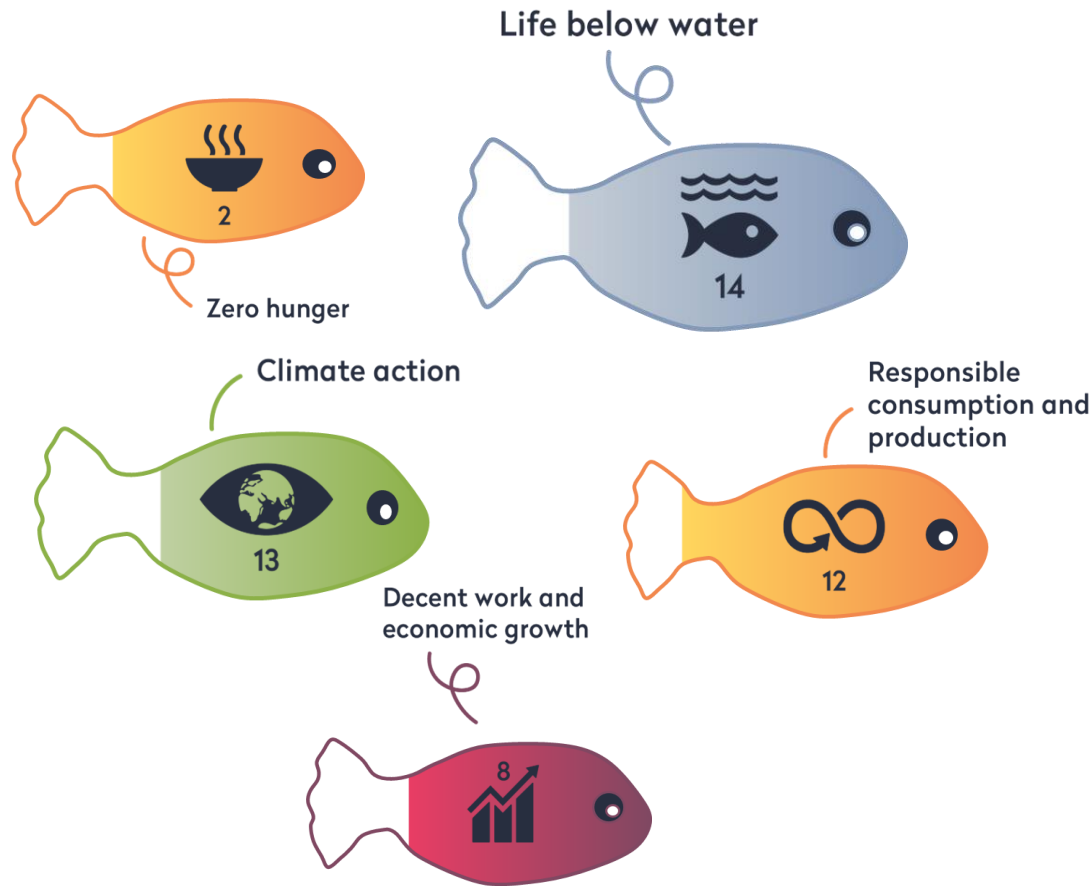 Life below water
2
14
Zero hunger
Climate action
13
Responsible
consumption and
production
12
Decent work and
economic growth
8